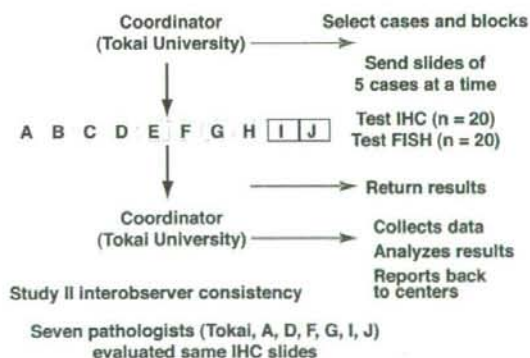 Coordinator
(Tokai University)
Select cases and blocks
Send slides of
5 cases at a time
A B C D E F G H I J
Test IHC (n = 20)
Test FISH (n = 20)
Return results
Coordinator
(Tokai University)
Collects data
Analyzes results
Reports back
to centers
Study II interobserver consistency
Seven pathologists (Tokai, A, D, F, G, I, J)
evaluated same IHC slides